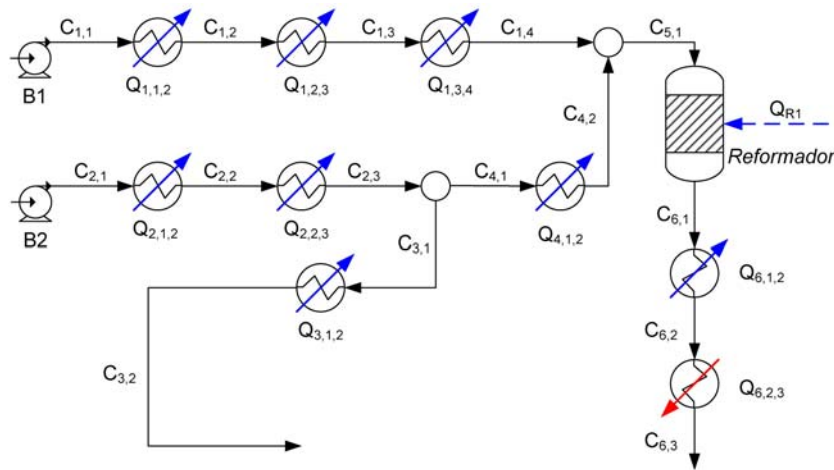 C1,1 C1,2 C1,3 C1,4 C5,1
B1 Q1,1,2 Q1,2,3 Q1,3,4
C4,2 QR1
Reformador
C2,1 C2,2 C2,3 C4,1
B2 Q2,1,2 Q2,2,3 Q4,1,2
C3,1 C6,1
Q3,1,2 Q6,1,2
C6,2
C3,2 Q6,2,3
C6,3